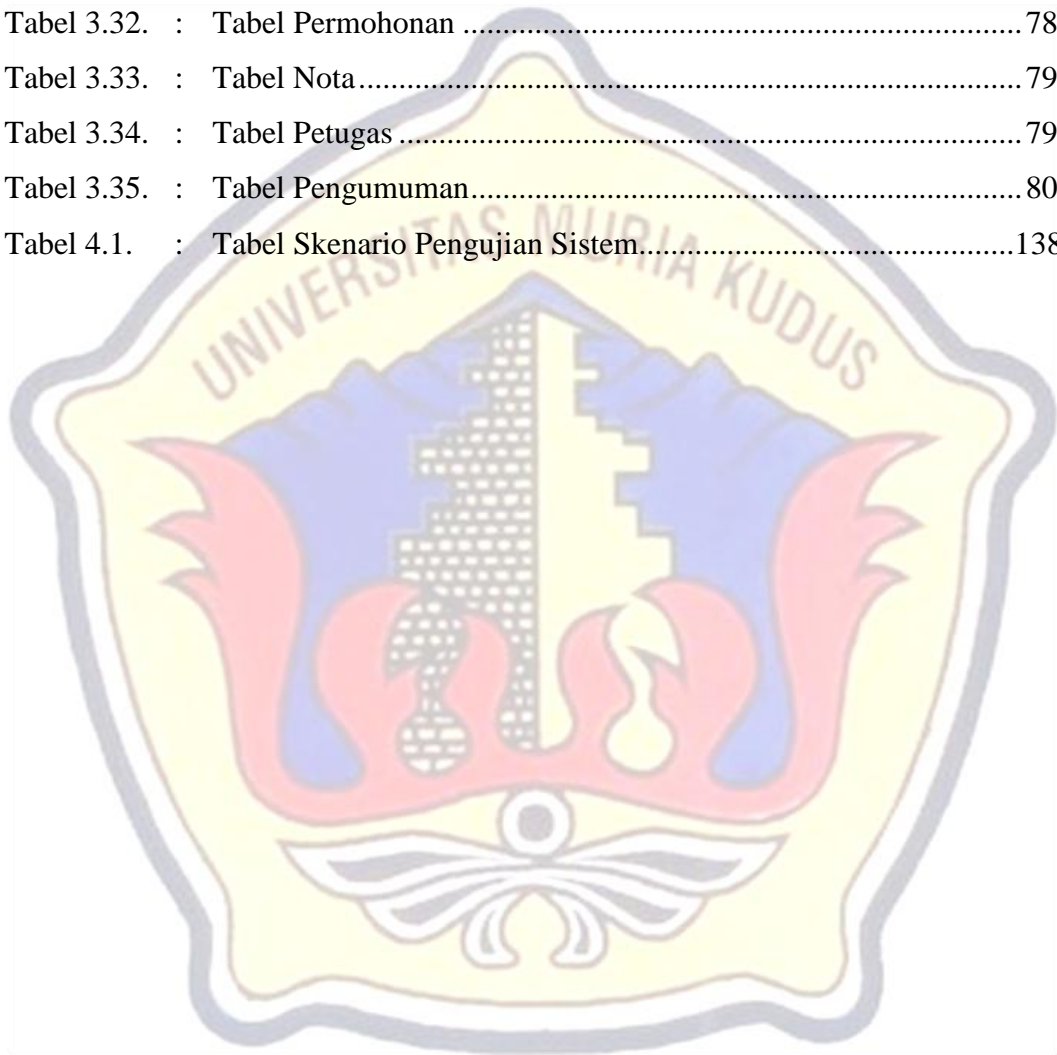 Tabel 3.32. : Tabel Permohonan ........................................................................ 78
Tabel 3.33. : Tabel Nota ........................................................................ 79
Tabel 3.34. : Tabel Petugas ........................................................................ 79
Tabel 3.35. : Tabel Pengumuman ........................................................................ 80
Tabel 4.1. : Tabel Skenario Pengujian Sistem ........................................................................ 138
UNIVERSITAS MURIA KUDUS